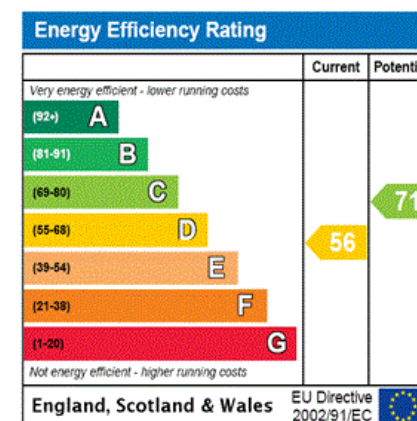 Energy Efficiency Rating
Current Potenti
Very energy efficient - lower running costs
(92+) A
(81-91) B
(69-80) C
71
(55-68) D
56
(39-54) E
(21-38) F
(1-20) G
Not energy efficient - higher running costs
England, Scotland & Wales
EU Directive
2002/91/EC